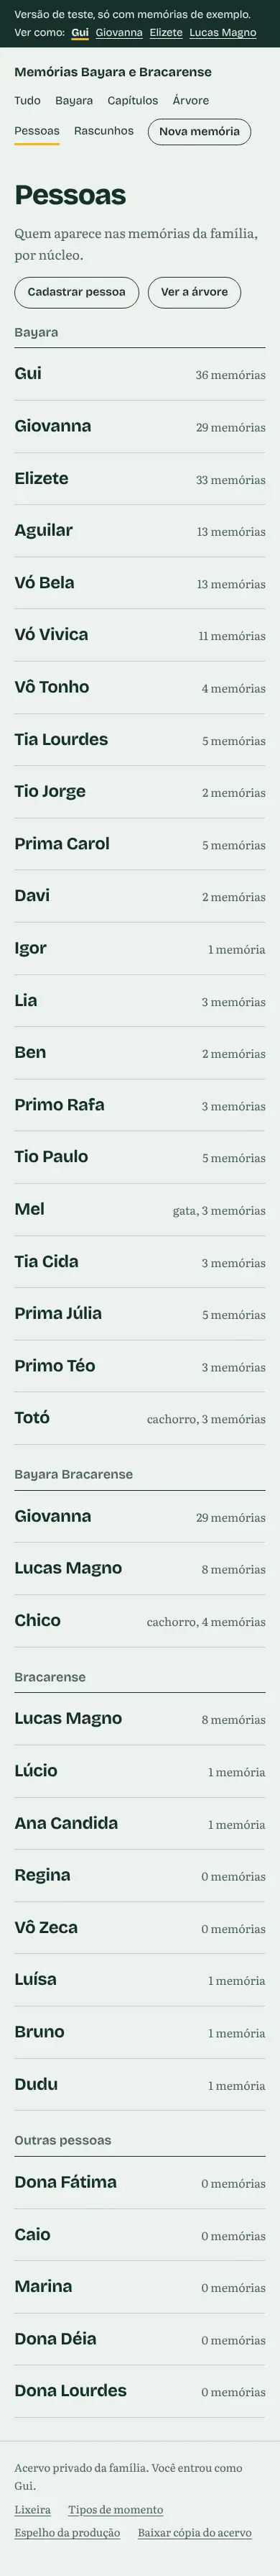 Versão de teste, só com memórias de exemplo.
Ver como: Gui Giovanna Elizete Lucas Magno
Memórias Bayara e Bracarense
Tudo Bayara Capítulos Árvore
Pessoas Rascunhos Nova memória
Pessoas
Quem aparece nas memórias da família,
por núcleo.
Cadastrar pessoa Ver a árvore
Bayara
Gui 36 memórias
Giovanna 29 memórias
Elizete 33 memórias
Aguilar 13 memórias
Vó Bela 13 memórias
Vó Vivica 11 memórias
Vô Tonho 4 memórias
Tia Lourdes 5 memórias
Tio Jorge 2 memórias
Prima Carol 5 memórias
Davi 2 memórias
Igor 1 memória
Lia 3 memórias
Ben 2 memórias
Primo Rafa 3 memórias
Tio Paulo 5 memórias
Mel gata, 3 memórias
Tia Cida 3 memórias
Prima Júlia 5 memórias
Primo Téo 3 memórias
Totó cachorro, 3 memórias
Bayara Bracarense
Giovanna 29 memórias
Lucas Magno 8 memórias
Chico cachorro, 4 memórias
Bracarense
Lucas Magno 8 memórias
Lúcio 1 memória
Ana Candida 1 memória
Regina 0 memórias
Vô Zeca 0 memórias
Luísa 1 memória
Bruno 1 memória
Dudu 1 memória
Outras pessoas
Dona Fátima 0 memórias
Caio 0 memórias
Marina 0 memórias
Dona Déia 0 memórias
Dona Lourdes 0 memórias
Acervo privado da família. Você entrou como
Gui.
Lixeira Tipos de momento
Espelho da produção Baixar cópia do acervo